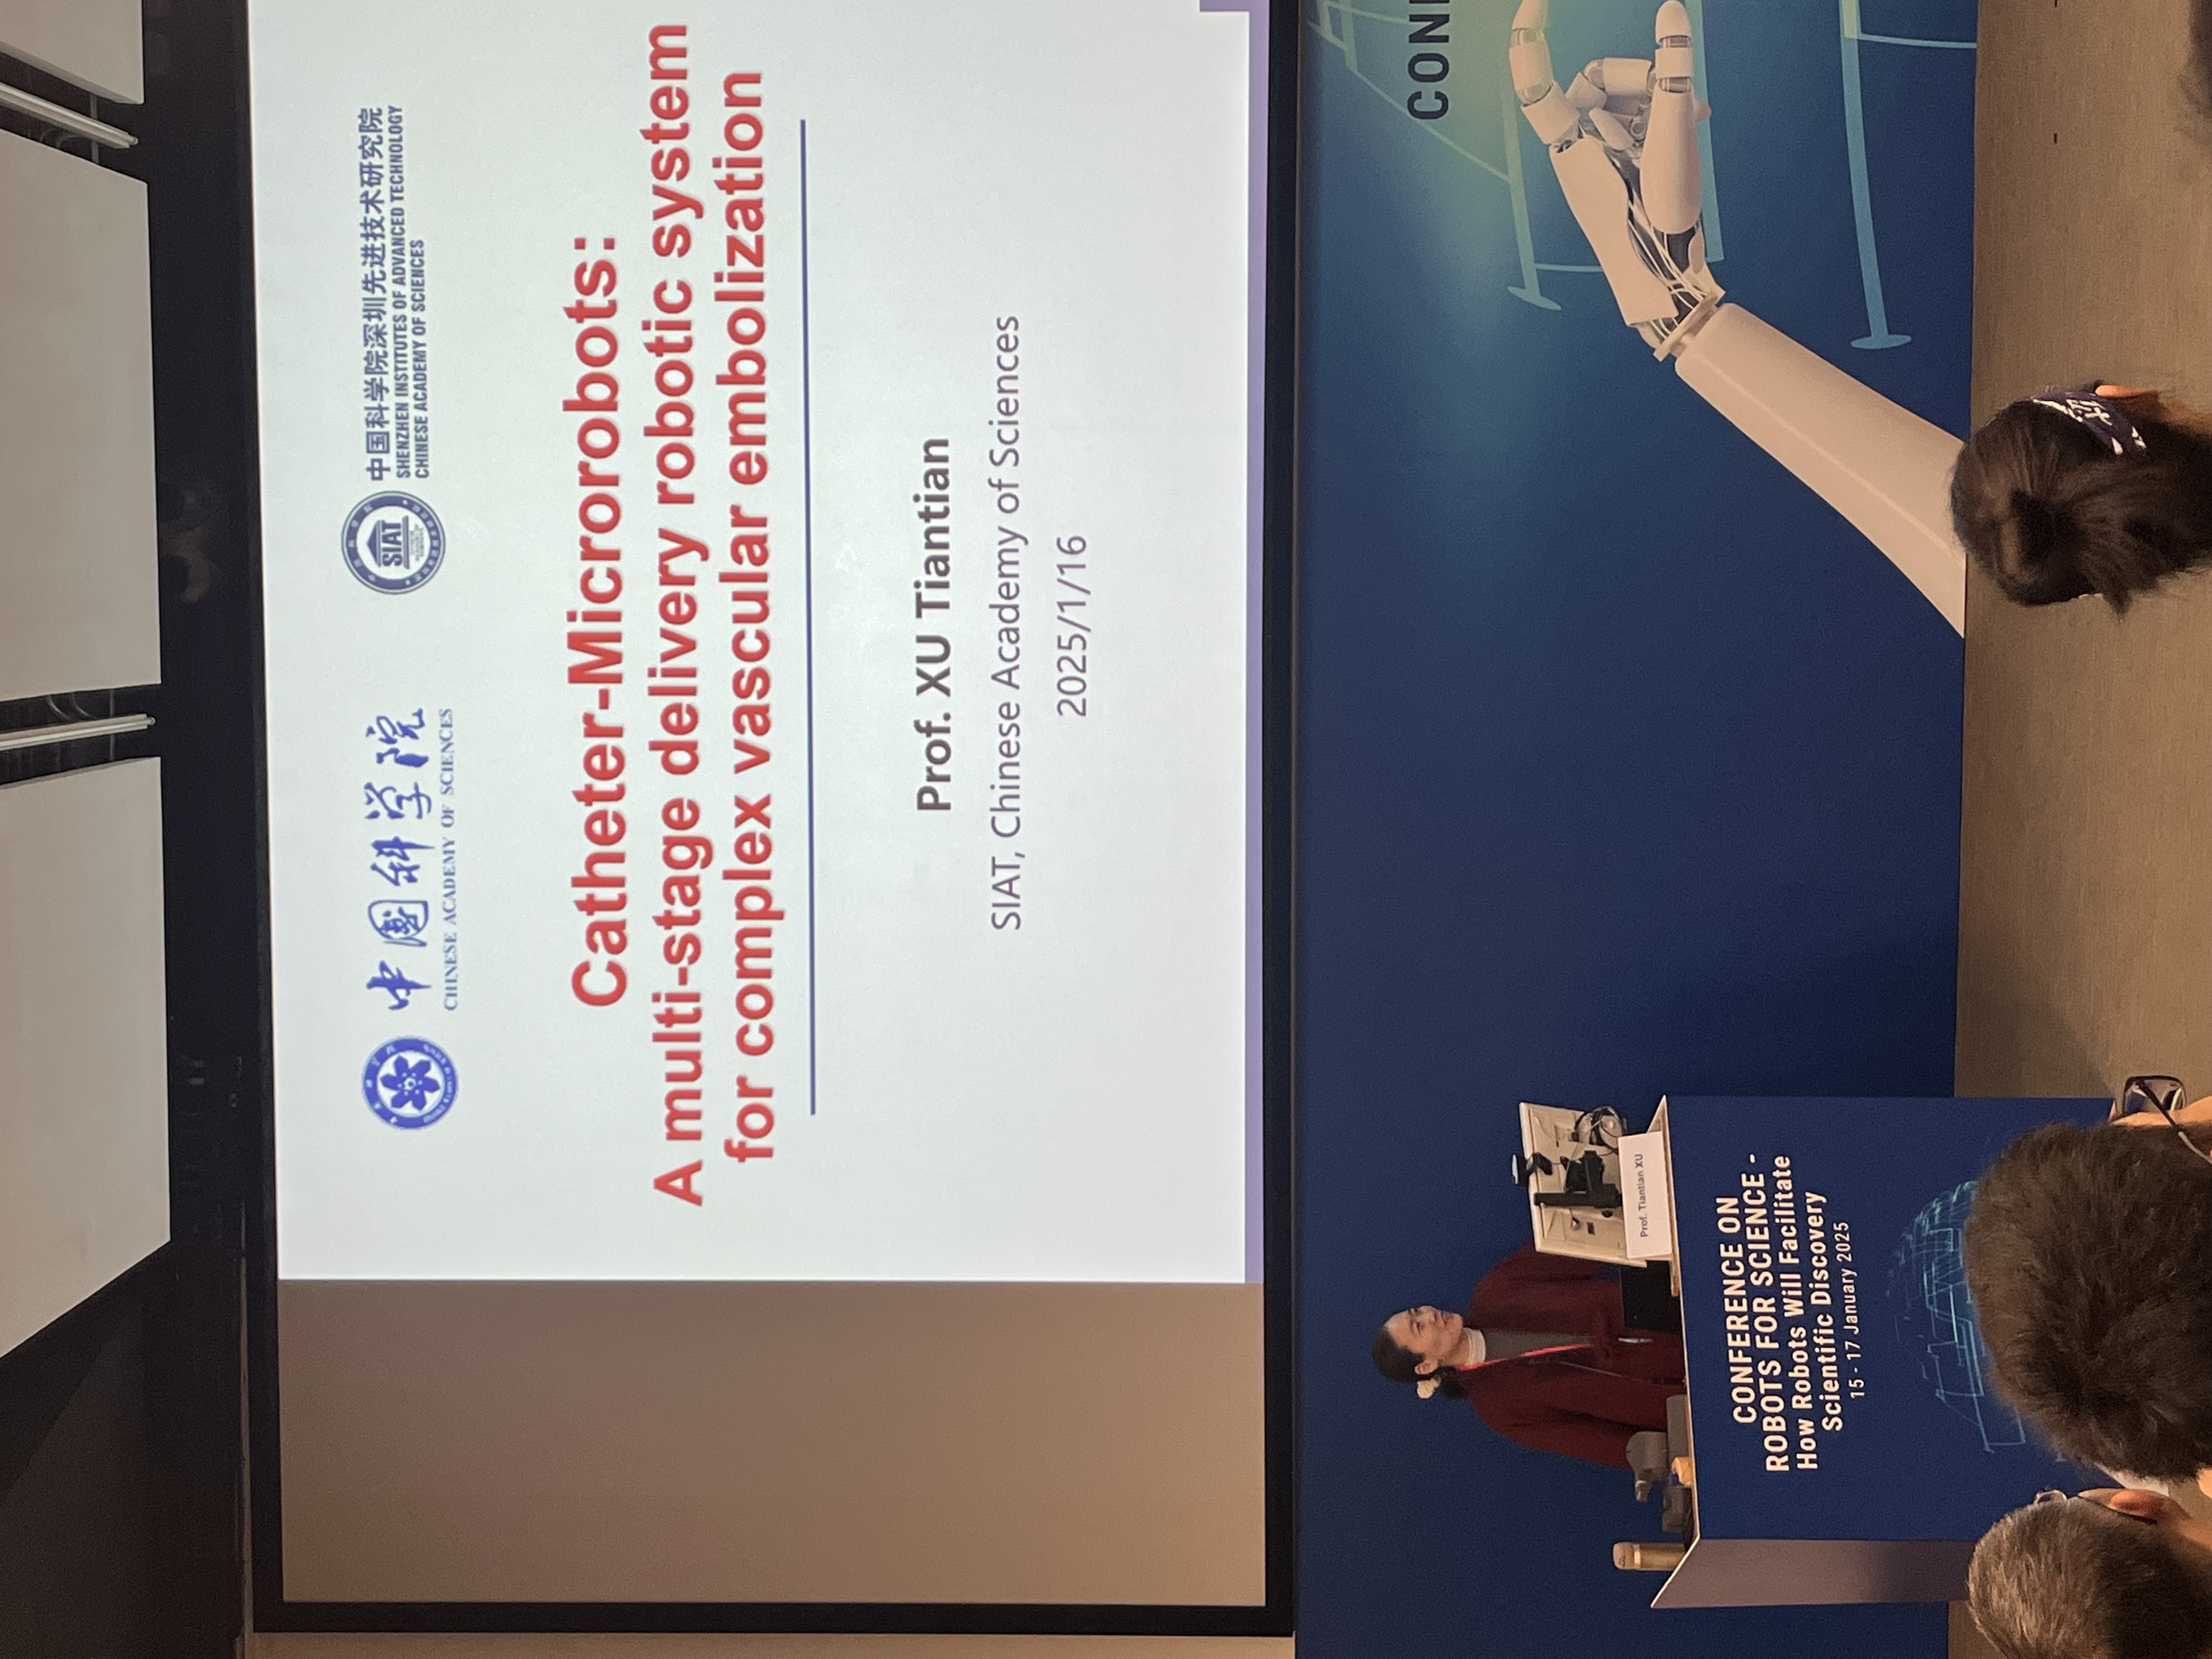 中國科学院
CHINESE ACADEMY OF SCIENCES
SIAT
中国科学院深圳先进技术研究院
SHENZHEN INSTITUTES OF ADVANCED TECHNOLOGY
CHINESE ACADEMY OF SCIENCES
Catheter-Microrobots:
A multi-stage delivery robotic system
for complex vascular embolization
Prof. XU Tiantian
SIAT, Chinese Academy of Sciences
2025/1/16
CON
Prof. Tiantian XU
CONFERENCE ON
ROBOTS FOR SCIENCE -
How Robots Will Facilitate
Scientific Discovery
15 - 17 January 2025